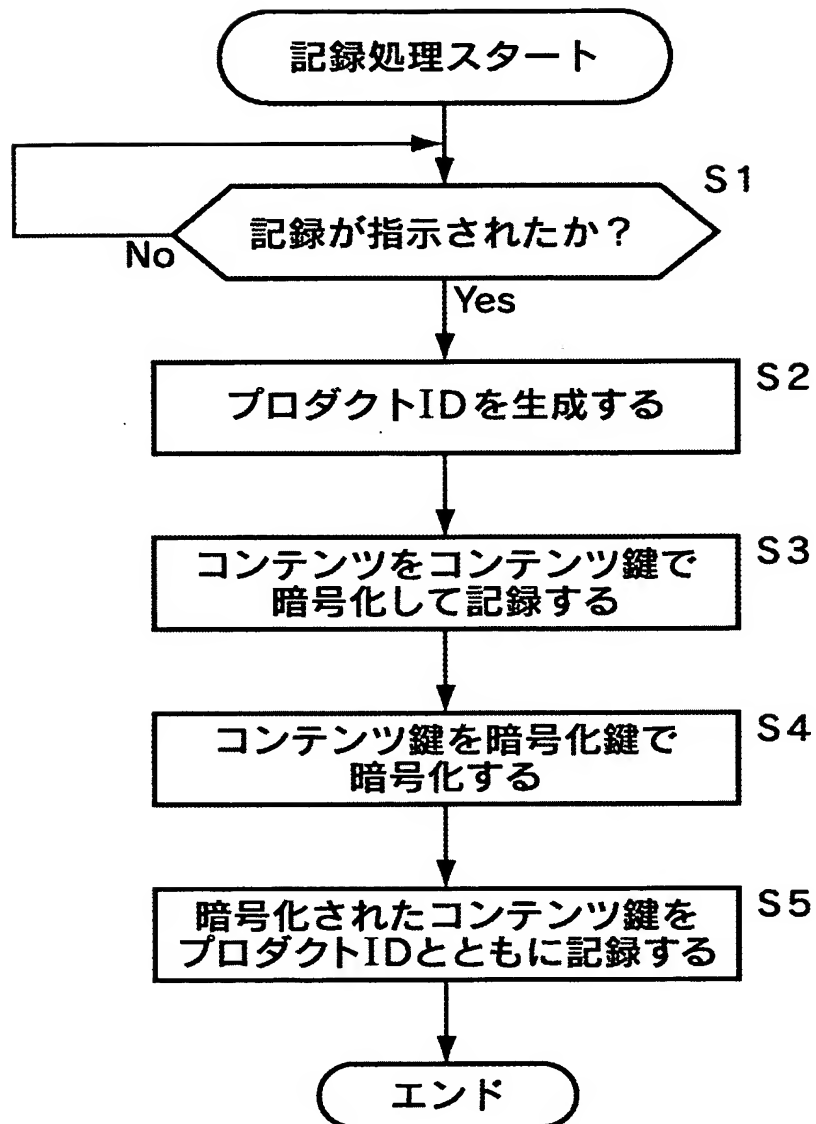 記録処理スタート
S1
記録が指示されたか？
No
Yes
S2
プロダクトIDを生成する
S3
コンテンツをコンテンツ鍵で
暗号化して記録する
S4
コンテンツ鍵を暗号化鍵で
暗号化する
S5
暗号化されたコンテンツ鍵を
プロダクトIDとともに記録する
エンド